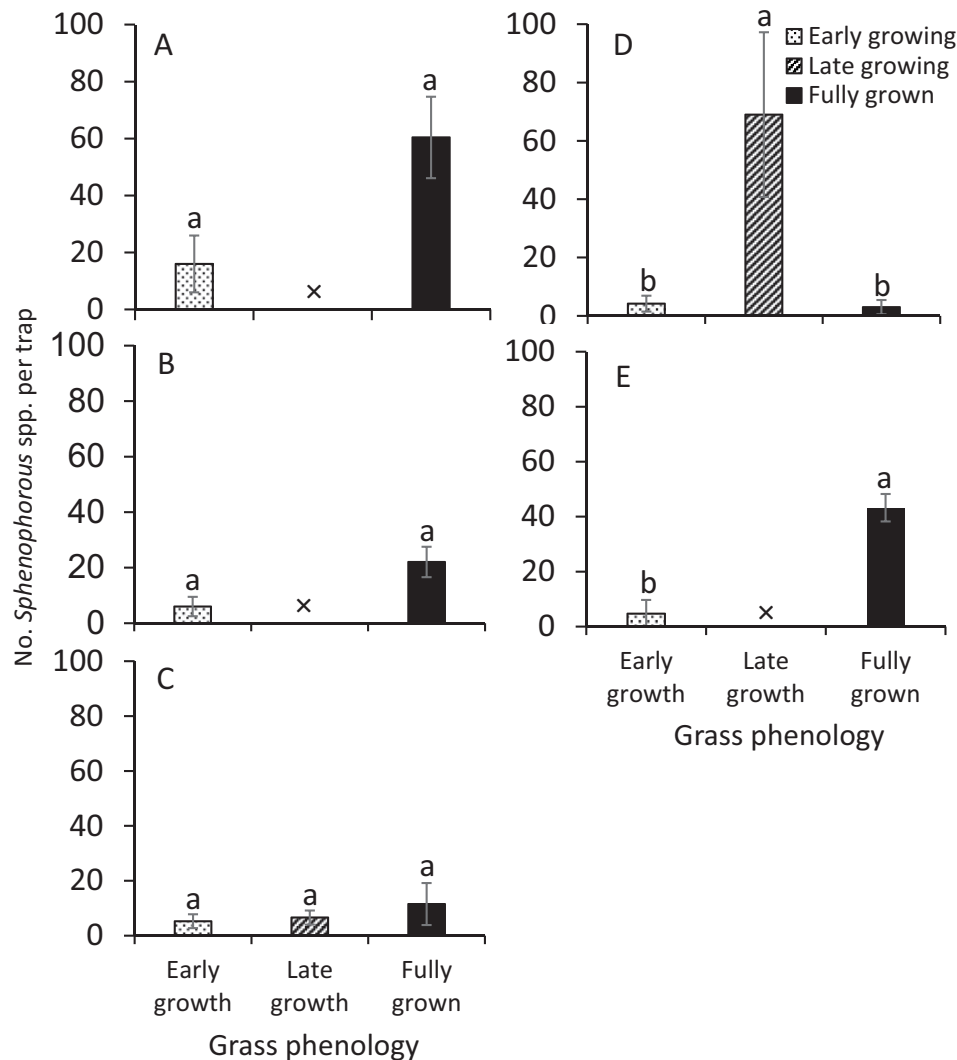 No. Sphenophorous spp. per trap
100
80
60
40
20
0
A
a
a
×
100
80
60
40
20
0
B
a
×
a
100
80
60
40
20
0
C
a
a
a
Early growth
Late growth
Fully grown
Grass phenology
100
80
60
40
20
0
D
b
a
b
Early growing
Late growing
Fully grown
100
80
60
40
20
0
E
b
×
a
Early growth
Late growth
Fully grown
Grass phenology